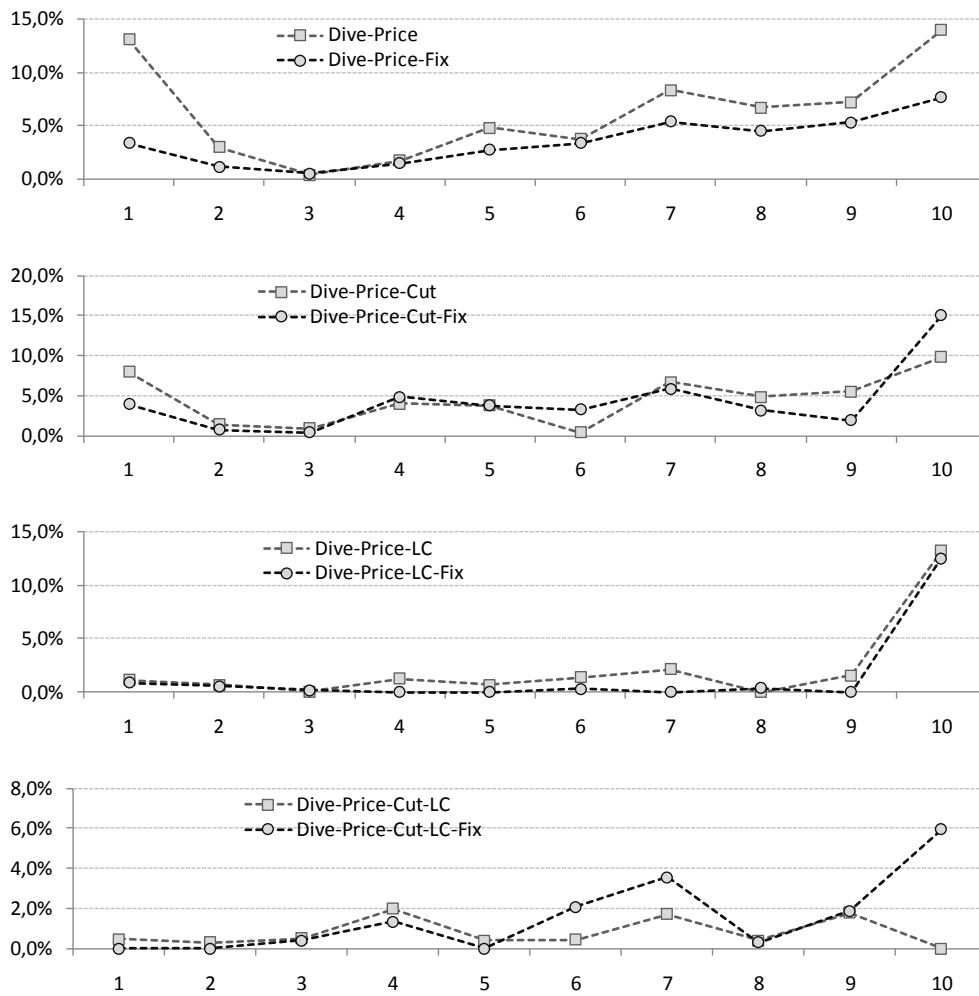 15,0%
Dive-Price
Dive-Price-Fix
10,0%
5,0%
0,0%
1 2 3 4 5 6 7 8 9 10
20,0%
Dive-Price-Cut
15,0%
Dive-Price-Cut-Fix
10,0%
5,0%
0,0%
1 2 3 4 5 6 7 8 9 10
15,0%
Dive-Price-LC
Dive-Price-LC-Fix
10,0%
5,0%
0,0%
1 2 3 4 5 6 7 8 9 10
8,0%
Dive-Price-Cut-LC
6,0%
Dive-Price-Cut-LC-Fix
4,0%
2,0%
0,0%
1 2 3 4 5 6 7 8 9 10